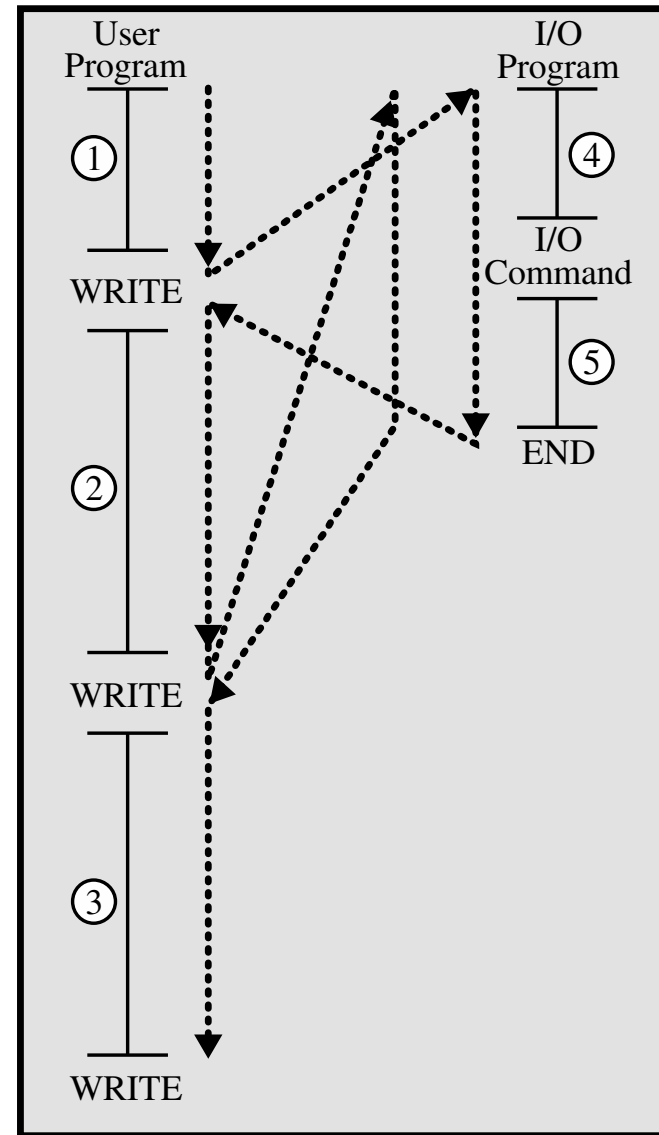 User
Program
1
WRITE
2
WRITE
3
WRITE
I/O
Program
4
I/O
Command
5
END